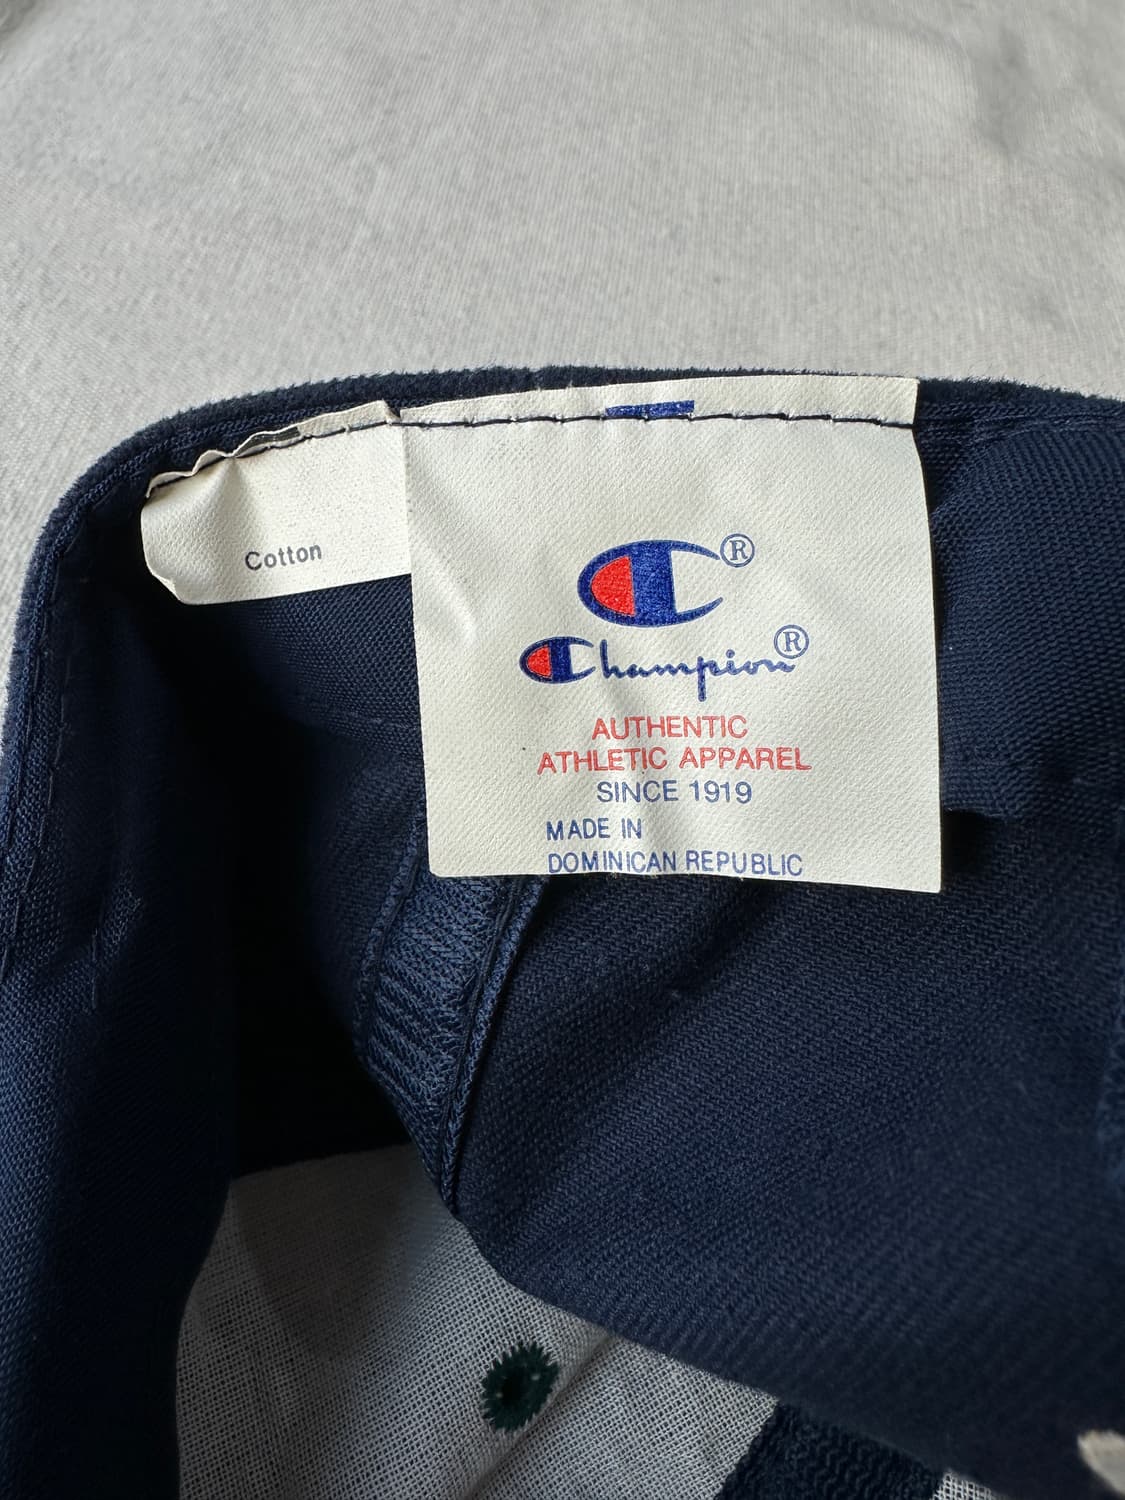 Cotton
®
Champion®
AUTHENTIC
ATHLETIC APPAREL
SINCE 1919
MADE IN
DOMINICAN REPUBLIC